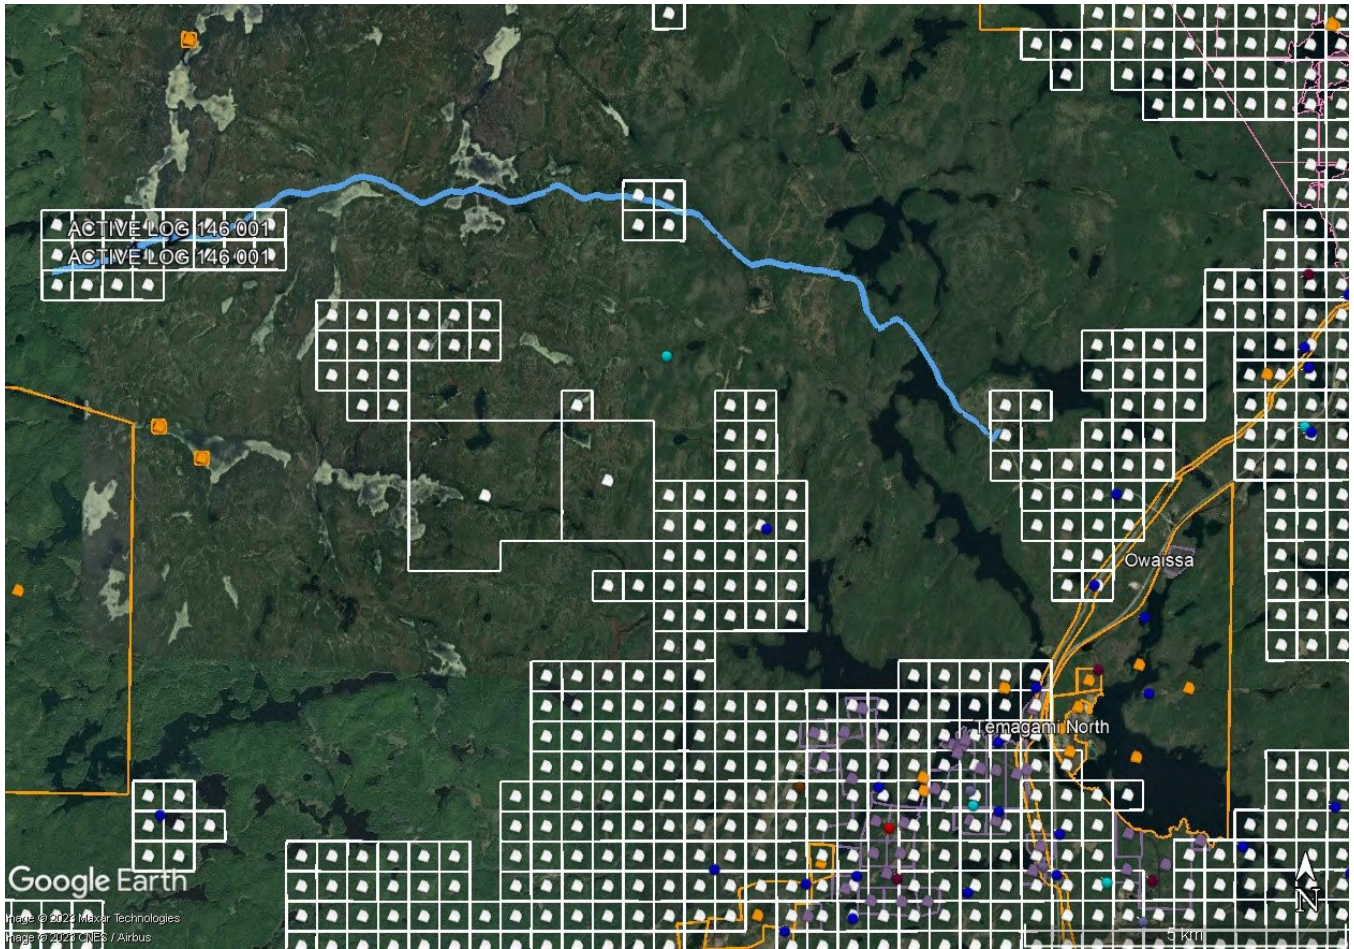 ACTIVE LOG 146 001
ACTIVE LOG 146 001
Owaissa
Temagami North
Google Earth
Image © 2023 Maxar Technologies
Image © 2023 CNES / Airbus
N
5 km